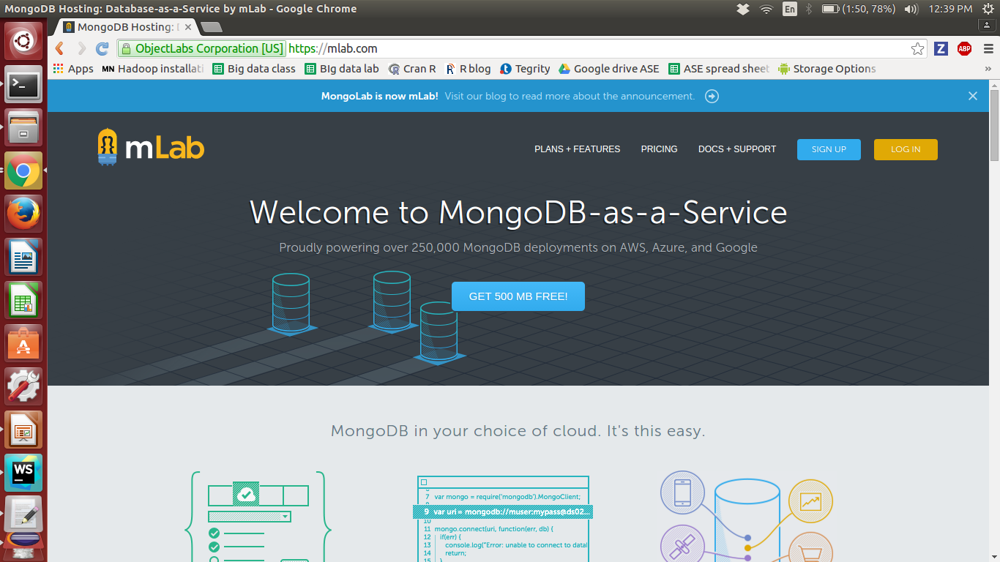 MongoDB Hosting: Database-as-a-Service by mLab - Google Chrome
En
(1:50, 78%)
12:39 PM
MongoDB Hosting:
ObjectLabs Corporation [US]
https://mlab.com
Z
ABP
Apps
MN Hadoop installati
Big data class
BIg data lab
Cran R
R blog
Tegrity
Google drive ASE
ASE spread sheet
Storage Options
»
MongoLab is now mLab! Visit our blog to read more about the announcement.
mLab
PLANS + FEATURES
PRICING
DOCS + SUPPORT
SIGN UP
LOG IN
Welcome to MongoDB-as-a-Service
Proudly powering over 250,000 MongoDB deployments on AWS, Azure, and Google
GET 500 MB FREE!
MongoDB in your choice of cloud. It's this easy.
WS
7 var mongo = require('mongodb').MongoClient;
9 var uri = mongodb://muser:mypass@ds02...
10
11 mongo.connect(uri, function(err, db) {
12 if(err) {
13 console.log("Error: unable to connect to datal
14 return;
15 }